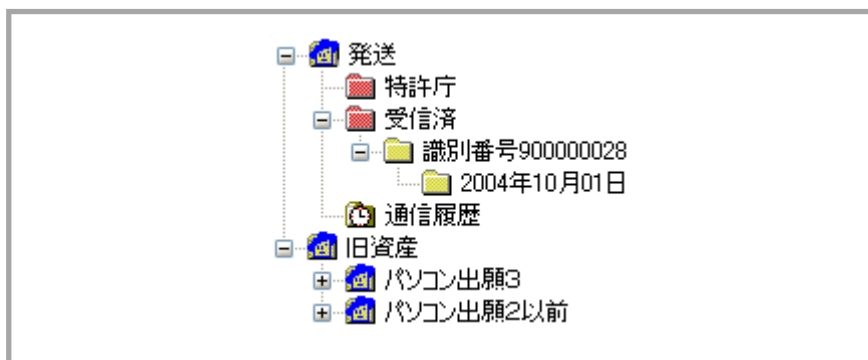 発送
特許庁
受信済
識別番号900000028
2004年10月01日
通信履歴
旧資産
パソコン出願3
パソコン出願2以前